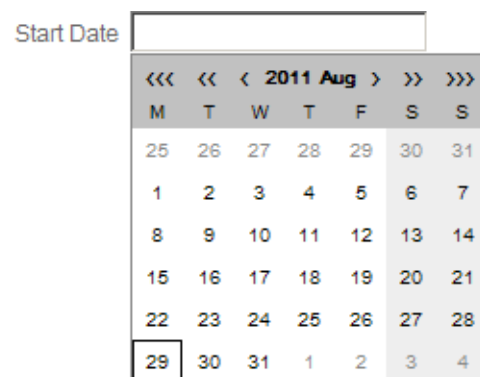 Start Date
‹‹‹ ‹‹ ‹ 2011 Aug › ›› ›››
M T W T F S S
25 26 27 28 29 30 31
1 2 3 4 5 6 7
8 9 10 11 12 13 14
15 16 17 18 19 20 21
22 23 24 25 26 27 28
29 30 31 1 2 3 4